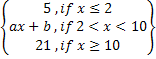 5 , if x ≤ 2
ax + b , if 2 < x < 10
21 , if x ≥ 10